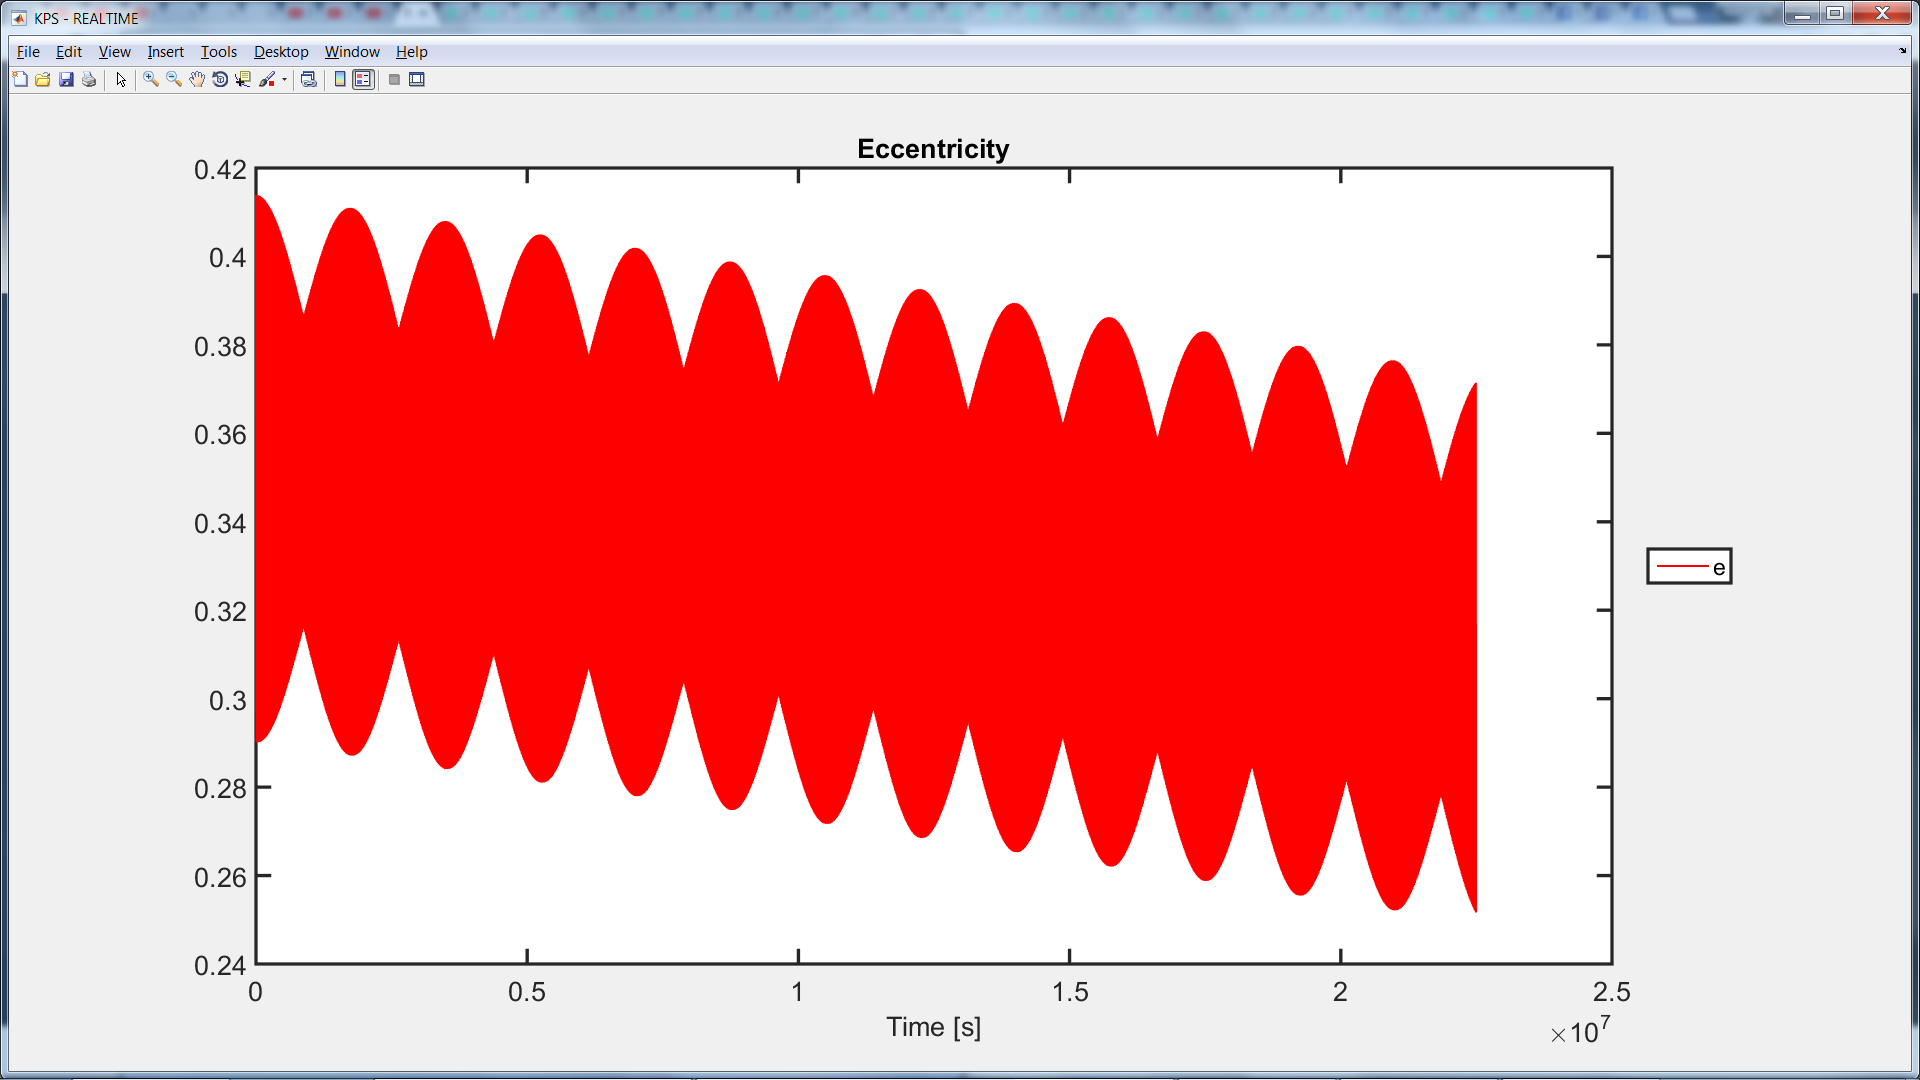 KPS - REALTIME
File Edit View Insert Tools Desktop Window Help
Eccentricity
0.42
0.4
0.38
0.36
0.34
0.32
0.3
0.28
0.26
0.24
0 0.5 1 1.5 2 2.5
Time [s]
×10⁷
e